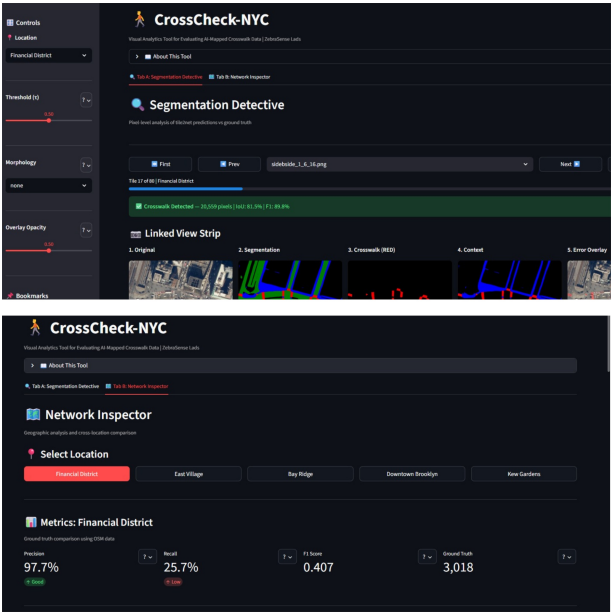 Controls
Location
Financial District
Threshold (τ)
?
0.50
Morphology
?
none
Overlay Opacity
?
0.50
Bookmarks
CrossCheck-NYC
Visual Analytics Tool for Evaluating AI-Mapped Crosswalk Data | ZebraSense Lads
About This Tool
Tab A: Segmentation Detective Tab B: Network Inspector
Segmentation Detective
Pixel-level analysis of tile2net predictions vs ground truth
First Prev sidebside_1_6_16.png Next
Tile 17 of 60 | Financial District
Crosswalk Detected — 20,559 pixels | IoU: 81.5% | F1: 89.8%
Linked View Strip
1. Original 2. Segmentation 3. Crosswalk (RED) 4. Context 5. Error Overlay
CrossCheck-NYC
Visual Analytics Tool for Evaluating AI-Mapped Crosswalk Data | ZebraSense Lads
About This Tool
Tab A: Segmentation Detective Tab B: Network Inspector
Network Inspector
Geographic analysis and cross-location comparison
Select Location
Financial District East Village Bay Ridge Downtown Brooklyn Kew Gardens
Metrics: Financial District
Ground truth comparison using OSM data
Precision ? Recall ? F1 Score ? Ground Truth ?
97.7% 25.7% 0.407 3,018
↑ Good ↑ Low